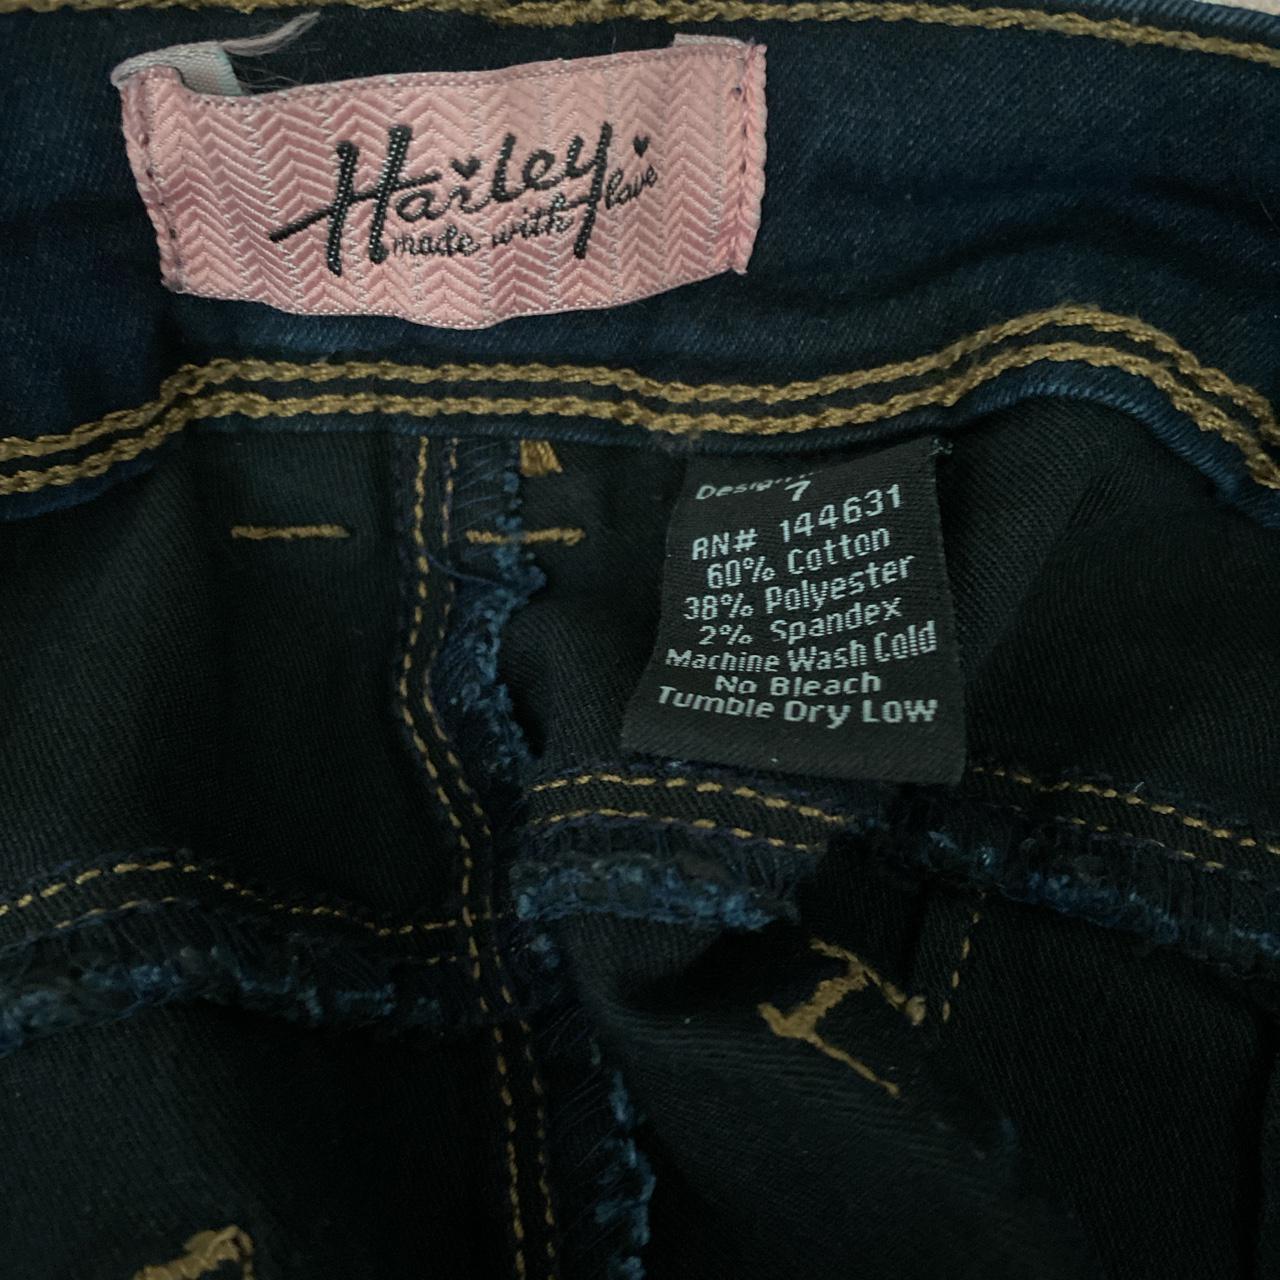 Harley
made with love
7
RN# 144631
60% Cotton
38% Polyester
2% Spandex
Machine Wash Cold
No Bleach
Tumble Dry Low